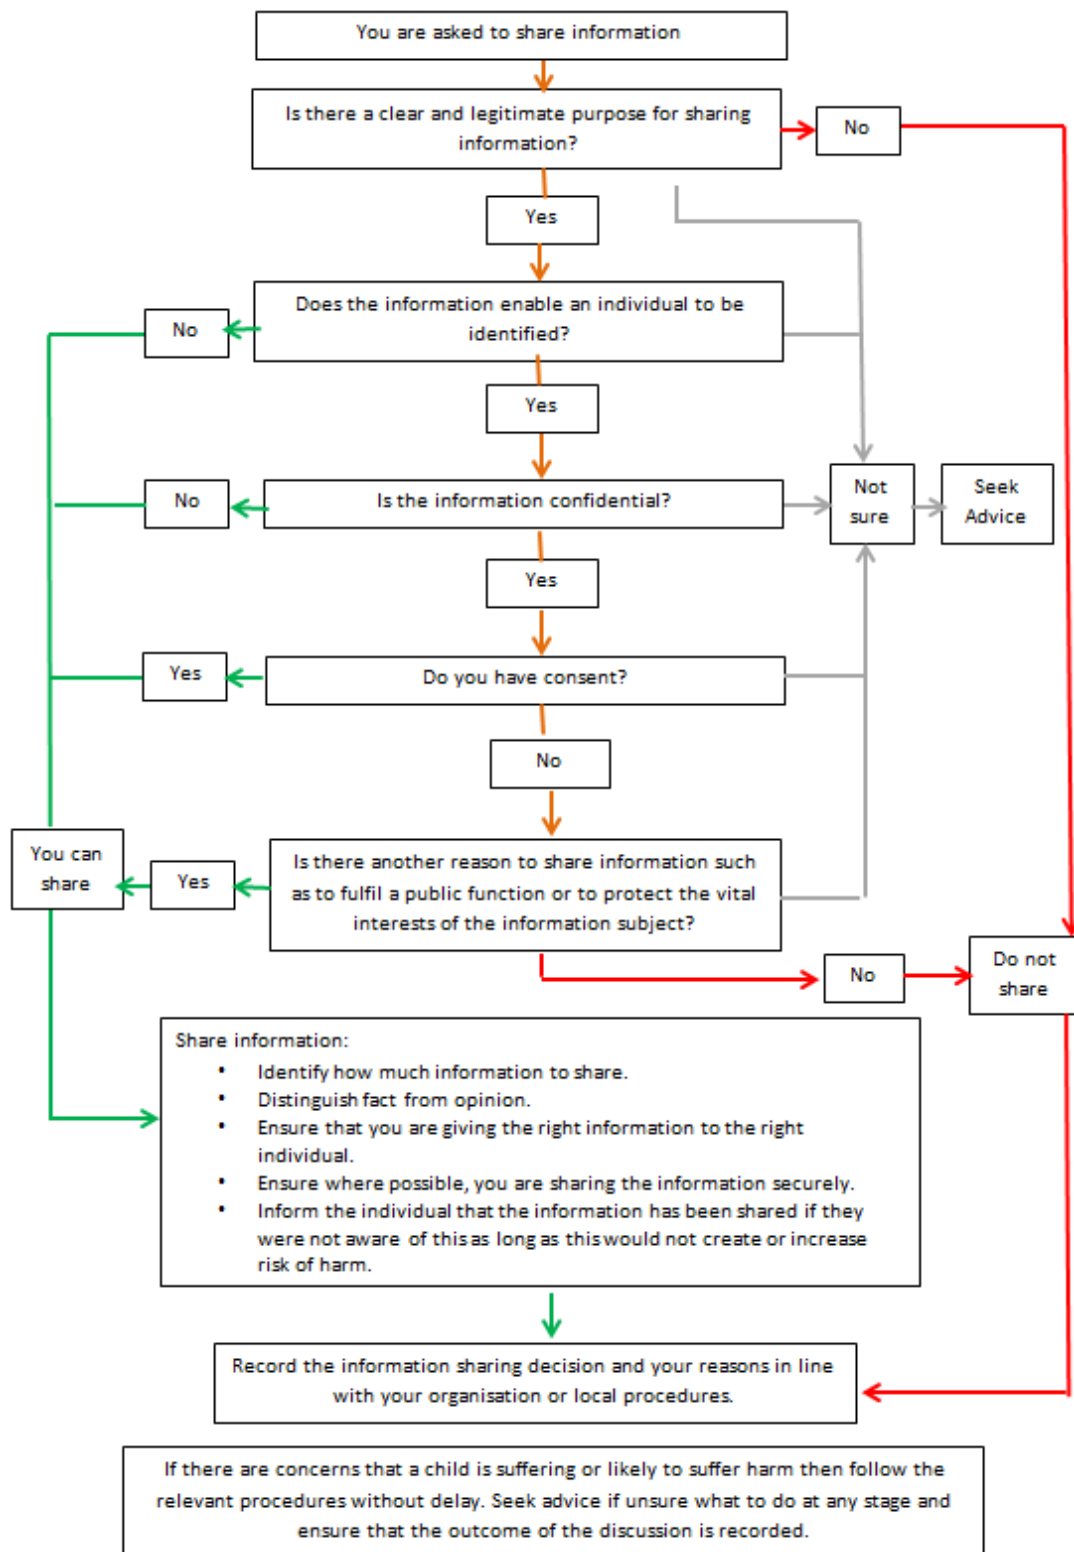 You are asked to share information
Is there a clear and legitimate purpose for sharing
information?
No
Yes
Does the information enable an individual to be
identified?
No
Yes
Is the information confidential?
No
Not
sure
Seek
Advice
Yes
Do you have consent?
Yes
No
Is there another reason to share information such
as to fulfil a public function or to protect the vital
interests of the information subject?
Yes
You can
share
No
Do not
share
Share information:
• Identify how much information to share.
• Distinguish fact from opinion.
• Ensure that you are giving the right information to the right
individual.
• Ensure where possible, you are sharing the information securely.
• Inform the individual that the information has been shared if they
were not aware of this as long as this would not create or increase
risk of harm.
Record the information sharing decision and your reasons in line
with your organisation or local procedures.
If there are concerns that a child is suffering or likely to suffer harm then follow the
relevant procedures without delay. Seek advice if unsure what to do at any stage and
ensure that the outcome of the discussion is recorded.